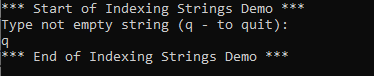 *** Start of Indexing Strings Demo ***
Type not empty string (q - to quit):
q
*** End of Indexing Strings Demo ***